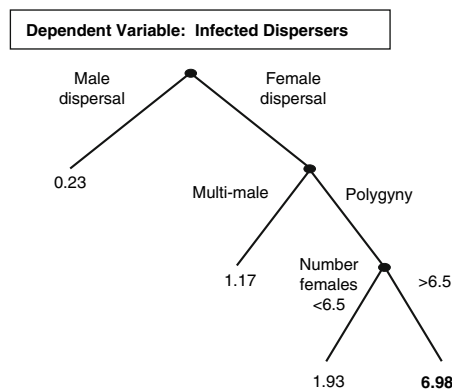 Dependent Variable: Infected Dispersers
Male
dispersal
Female
dispersal
0.23
Multi-male
Polygyny
1.17
Number
females
<6.5
>6.5
1.93
6.98